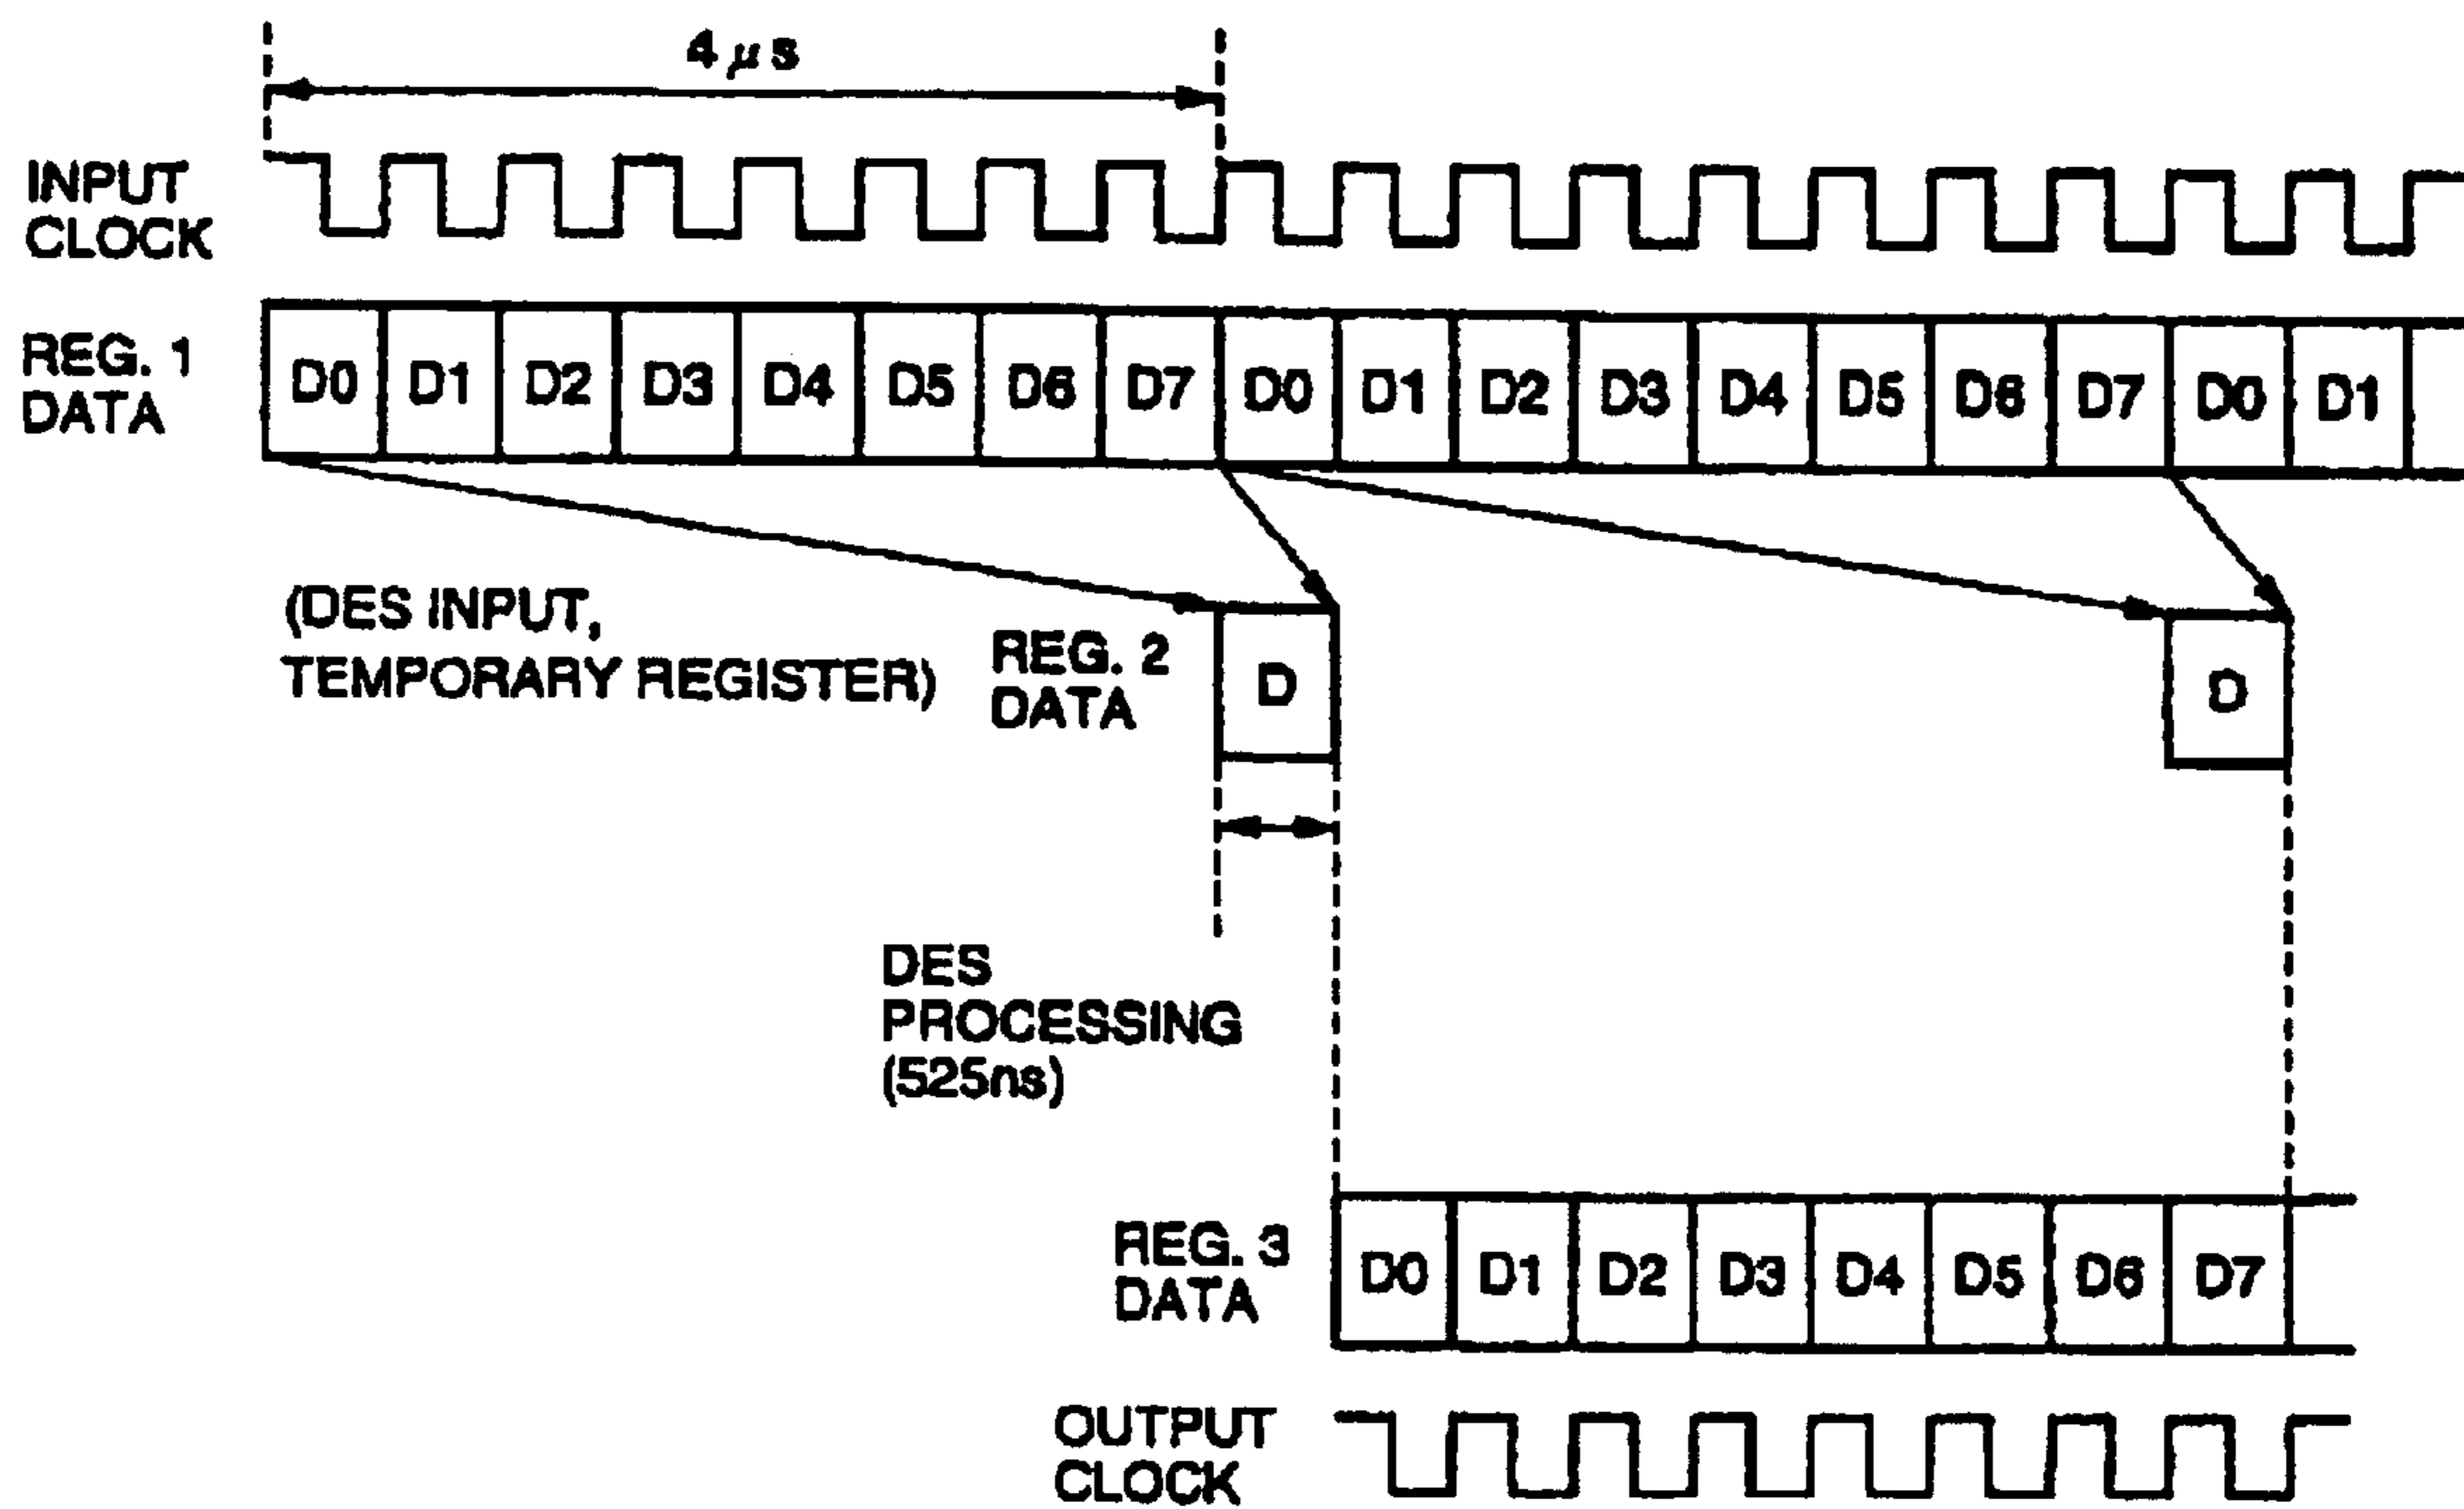 4 μs
INPUT
CLOCK
REG. 1
DATA
D0 D1 D2 D3 D4 D5 D6 D7 D0 D1 D2 D3 D4 D5 D6 D7 D0 D1
(DES INPUT,
TEMPORARY REGISTER)
REG. 2
DATA
D
D
DES
PROCESSING
(525ns)
REG. 3
DATA
D0 D1 D2 D3 D4 D5 D6 D7
OUTPUT
CLOCK